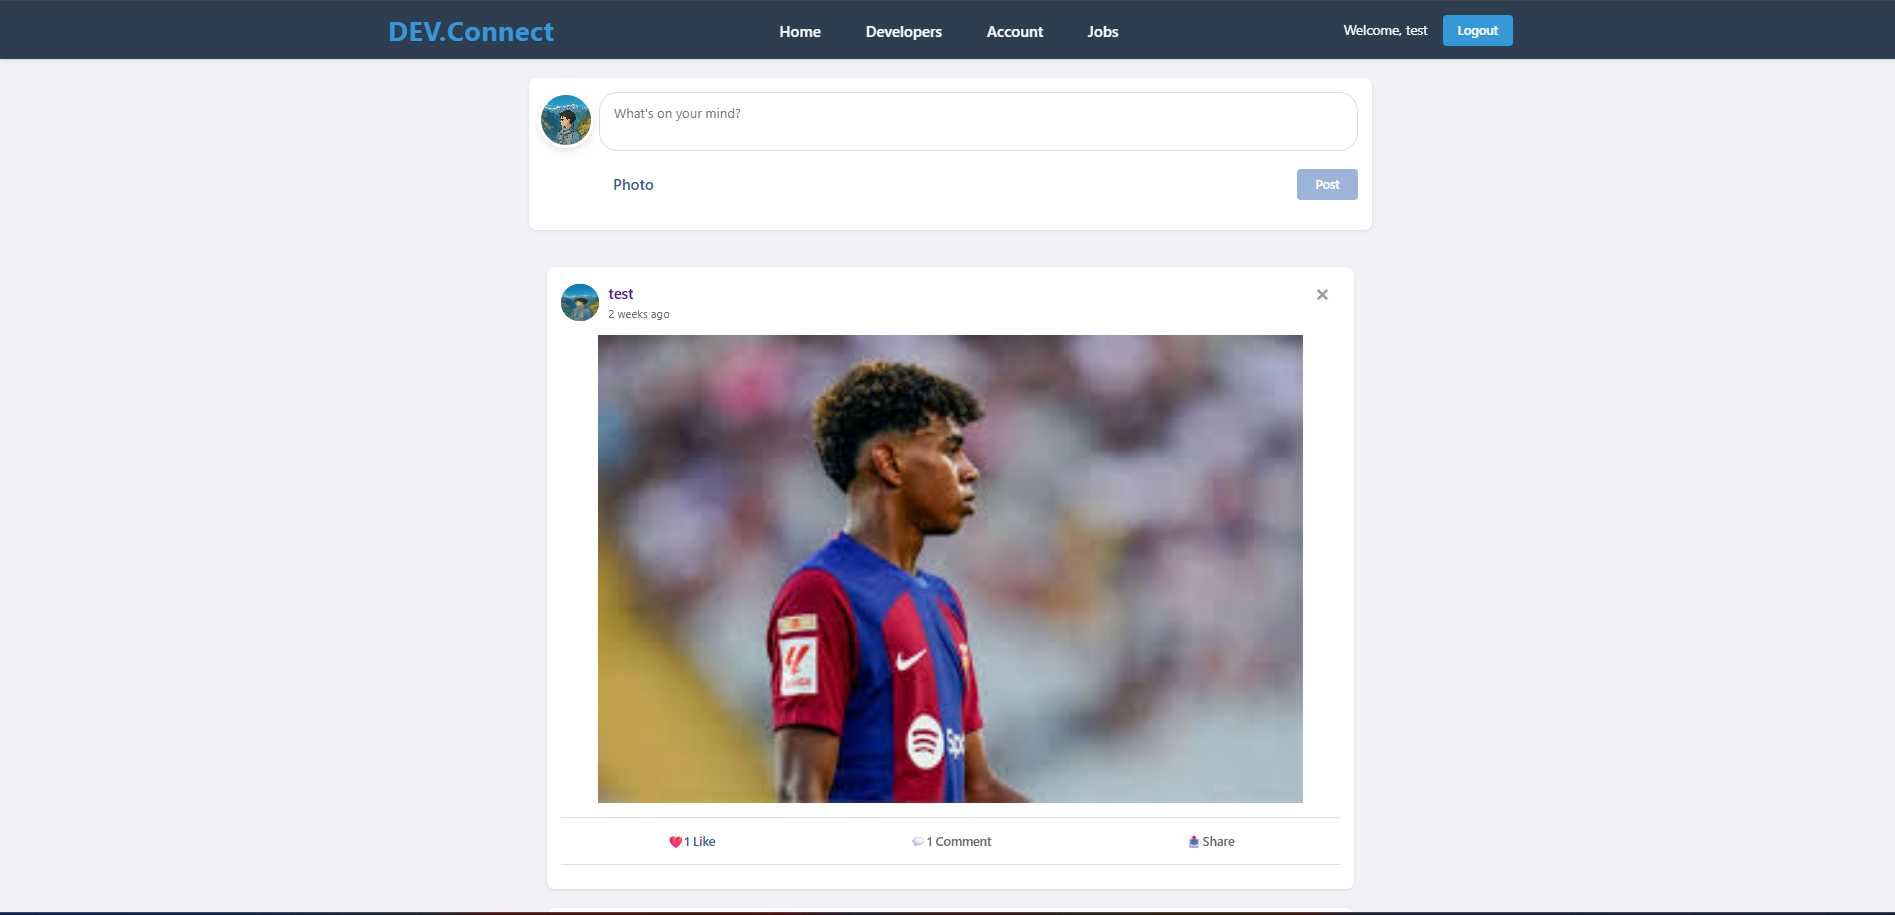 DEV.Connect
Home
Developers
Account
Jobs
Welcome, test
Logout
What's on your mind?
Photo
Post
test
2 weeks ago
1 Like
1 Comment
Share